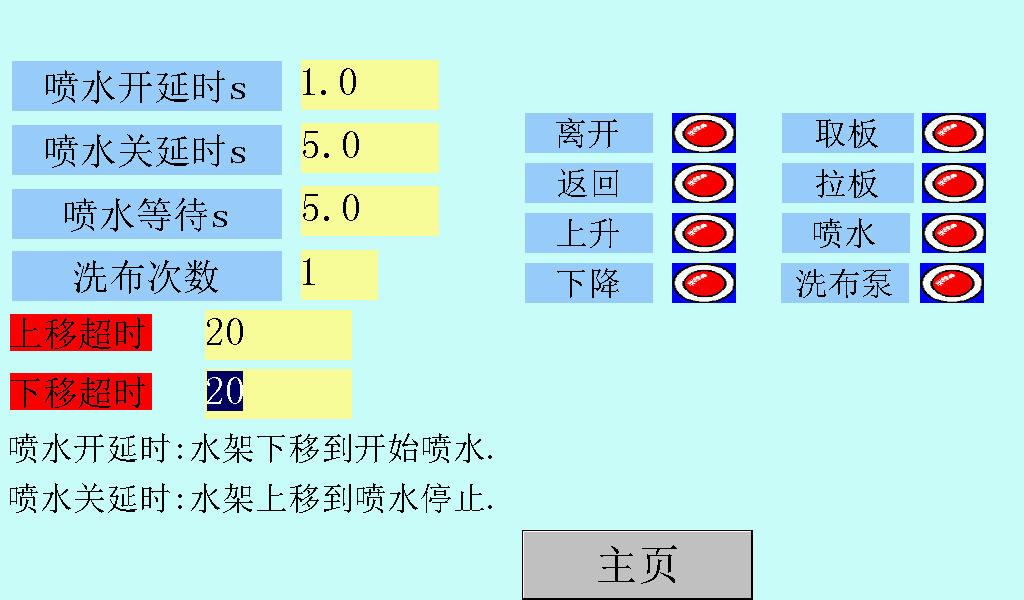 喷水开延时s 1.0
喷水关延时s 5.0
喷水等待s 5.0
洗布次数 1
上移超时 20
下移超时 20
喷水开延时:水架下移到开始喷水.
喷水关延时:水架上移到喷水停止.
离开 取板
返回 拉板
上升 喷水
下降 洗布泵
主页